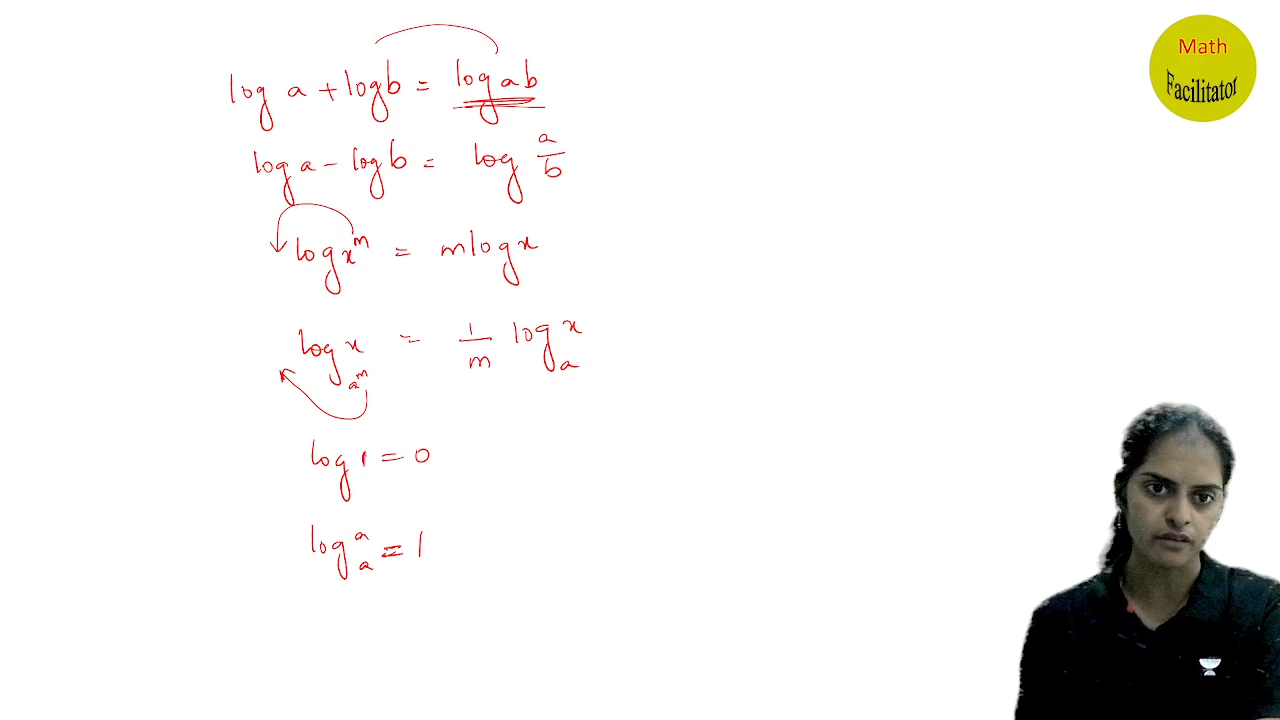 log a + log b = log ab
log a - log b = log a/b
log x^m = m log x
log_{a^m} x = 1/m log_a x
log 1 = 0
log_a a = 1
Math
Facilitator